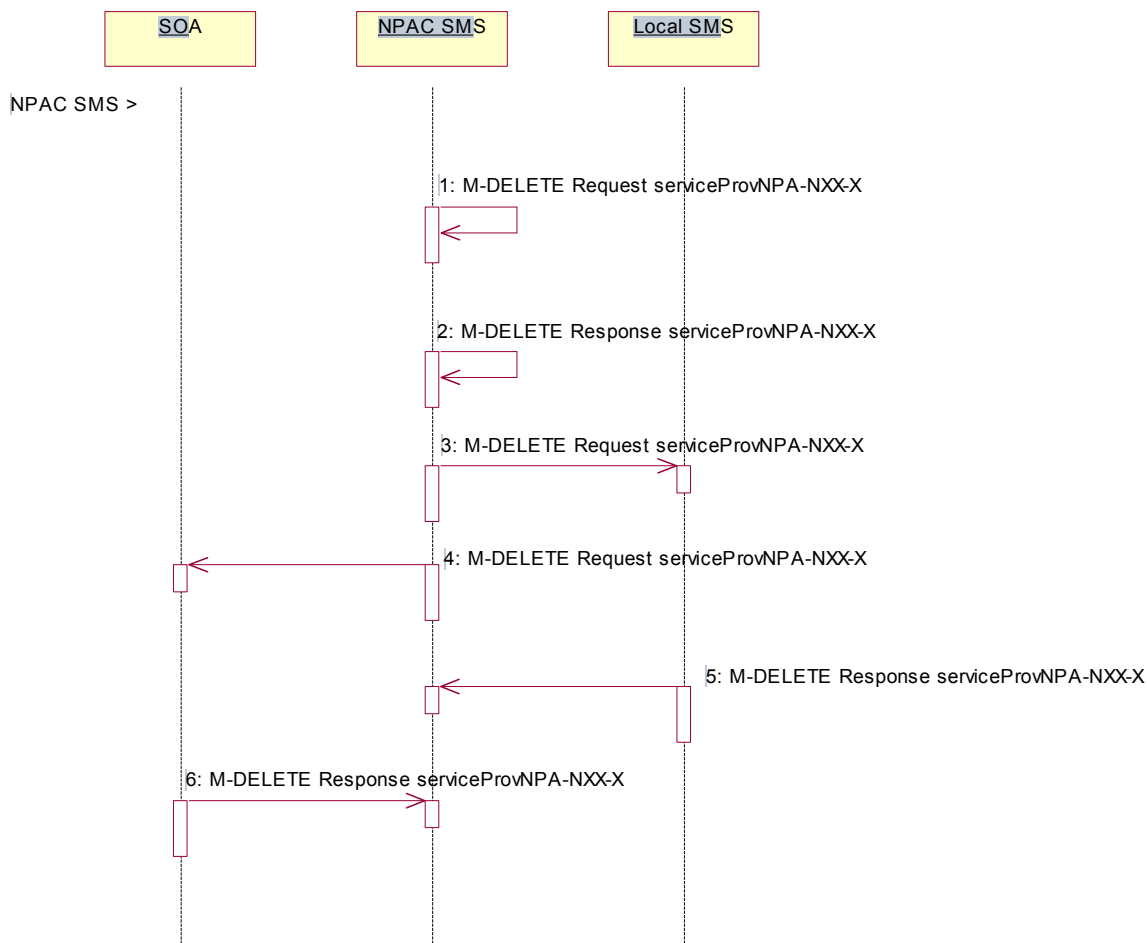 SOA
NPAC SMS
Local SMS
NPAC SMS >
1: M-DELETE Request serviceProvNPA-NXX-X
2: M-DELETE Response serviceProvNPA-NXX-X
3: M-DELETE Request serviceProvNPA-NXX-X
4: M-DELETE Request serviceProvNPA-NXX-X
5: M-DELETE Response serviceProvNPA-NXX-X
6: M-DELETE Response serviceProvNPA-NXX-X